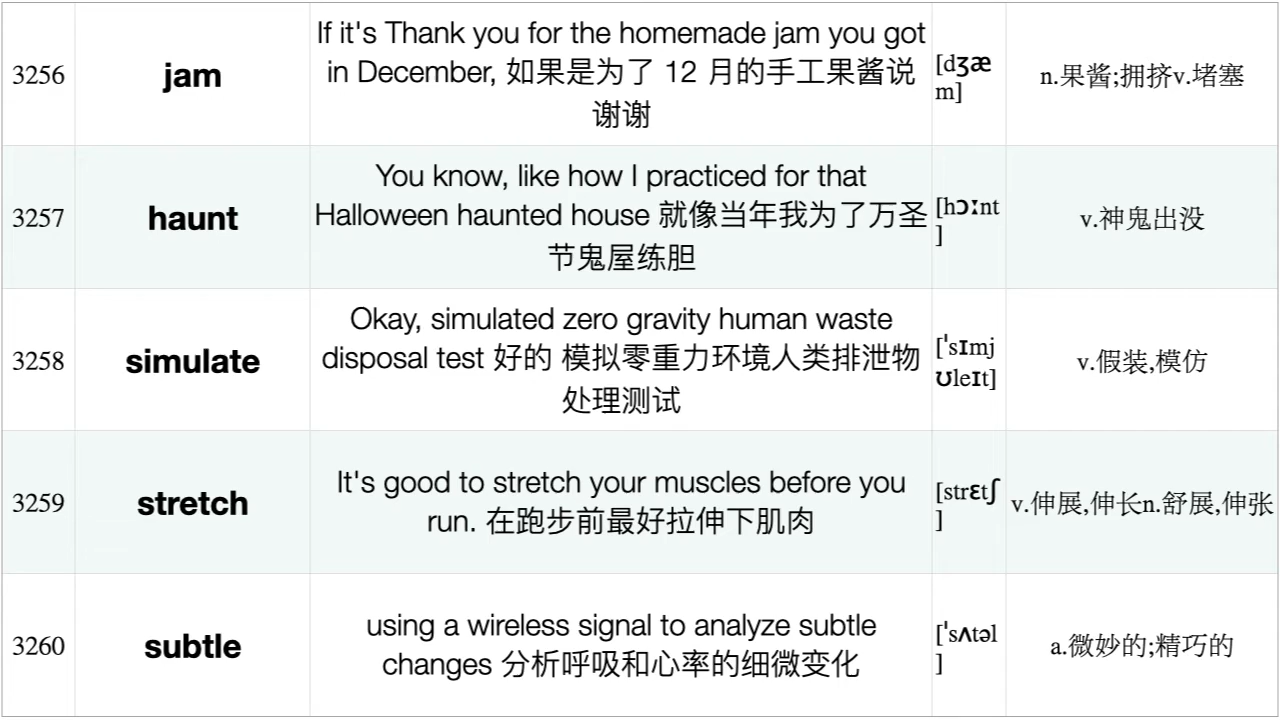 3256
jam
If it's Thank you for the homemade jam you got
in December, 如果是为了 12 月的手工果酱说
谢谢
[dʒæ
m]
n.果酱;拥挤v.堵塞
3257
haunt
You know, like how I practiced for that
Halloween haunted house 就像当年我为了万圣
节鬼屋练胆
[hɔːnt
]
v.神鬼出没
3258
simulate
Okay, simulated zero gravity human waste
disposal test 好的 模拟零重力环境人类排泄物
处理测试
[ˈsɪmj
ʊleɪt]
v.假装,模仿
3259
stretch
It's good to stretch your muscles before you
run. 在跑步前最好拉伸下肌肉
[strɛtʃ
]
v.伸展,伸长n.舒展,伸张
3260
subtle
using a wireless signal to analyze subtle
changes 分析呼吸和心率的细微变化
[ˈsʌtəl
]
a.微妙的;精巧的